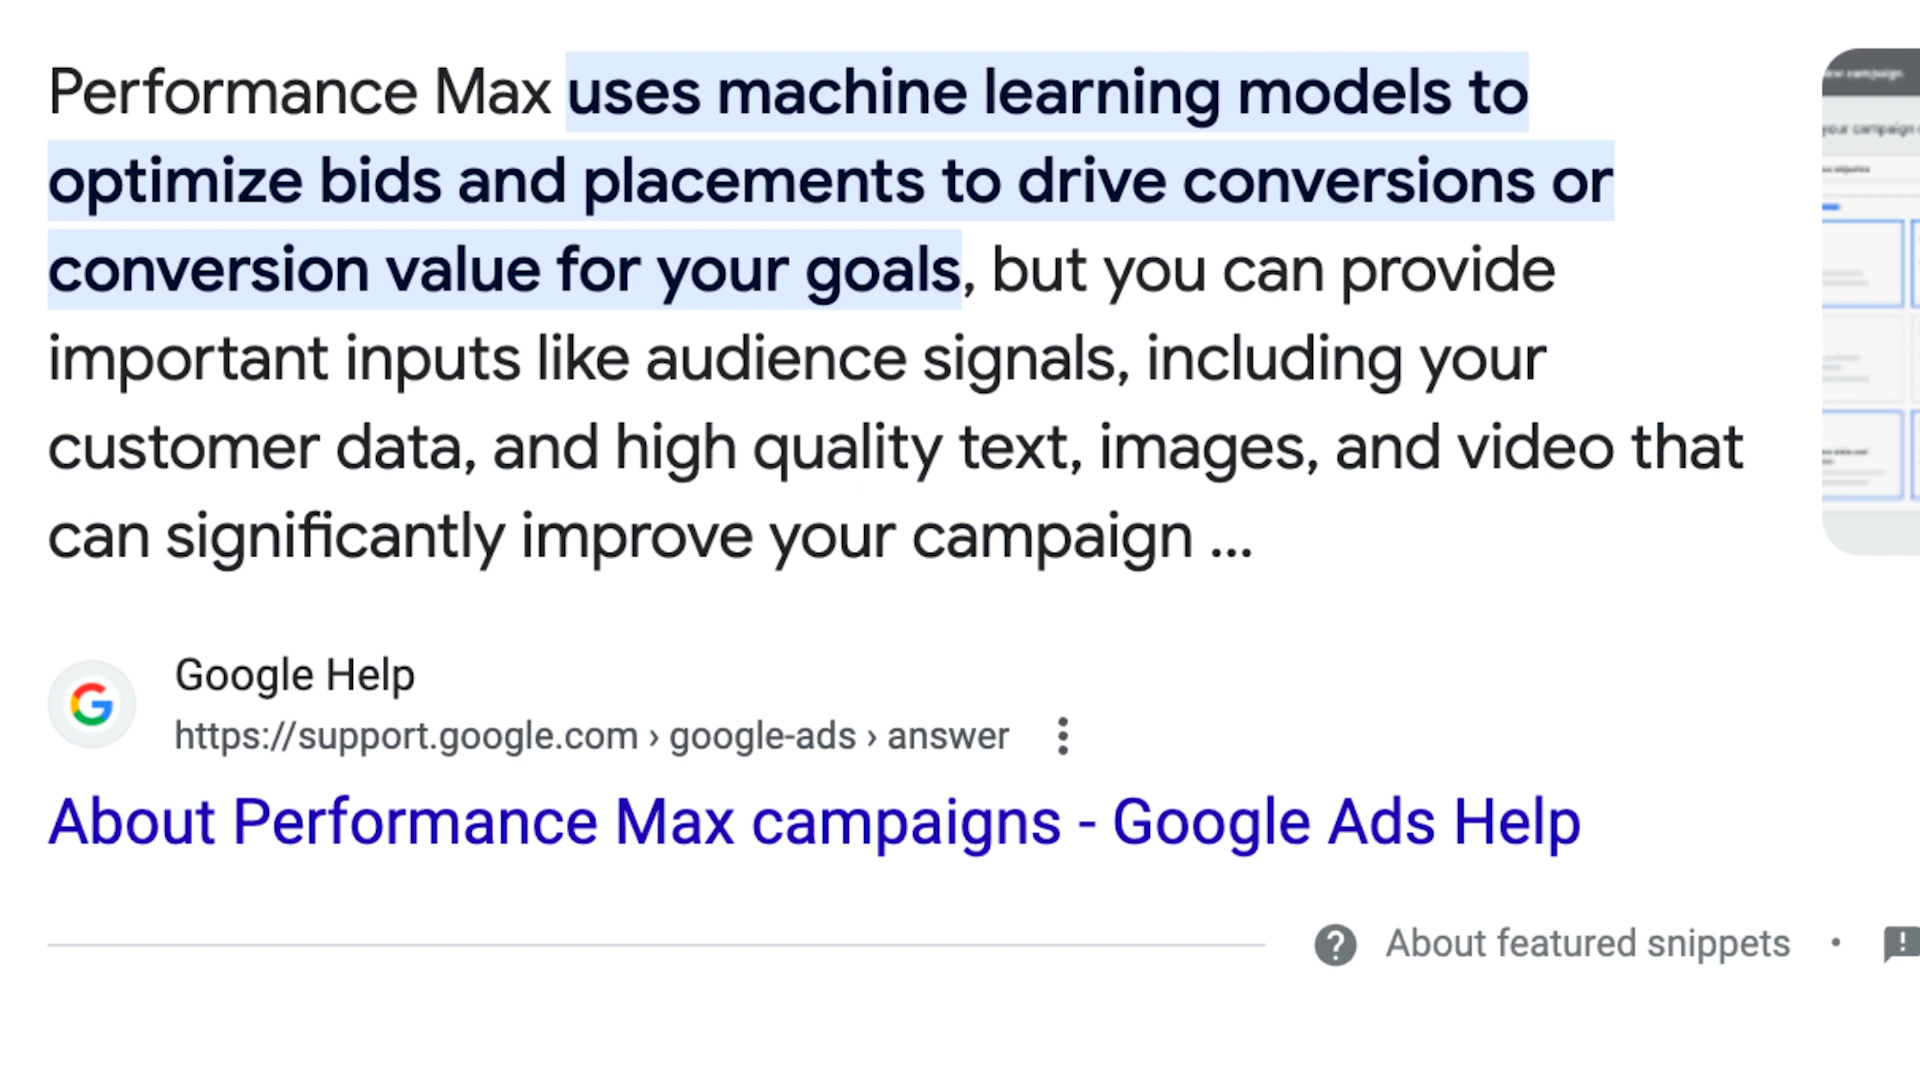 Performance Max uses machine learning models to
optimize bids and placements to drive conversions or
conversion value for your goals, but you can provide
important inputs like audience signals, including your
customer data, and high quality text, images, and video that
can significantly improve your campaign ...
Google Help
https://support.google.com › google-ads › answer
About Performance Max campaigns - Google Ads Help
About featured snippets •
campaign
your campaign